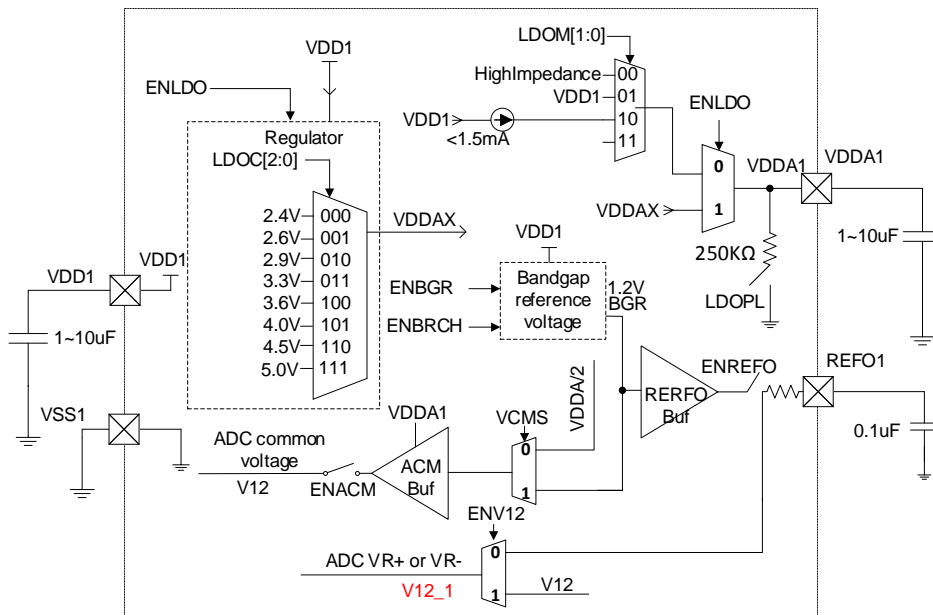 LDOM[1:0]
VDD1
HighImpedance
00
VDD1
01
ENLDO
ENLDO
VDD1
10
<1.5mA
11
Regulator
LDOC[2:0]
0
VDDA1
VDDA1
VDDAX
1
2.4V
000
2.6V
001
VDDAX
2.9V
010
3.3V
011
3.6V
100
4.0V
101
4.5V
110
5.0V
111
VDD1
250KΩ
1~10uF
VDD1
VDD1
ENBGR
Bandgap
reference
voltage
1.2V
BGR
LDOPL
ENBRCH
1~10uF
VDDA/2
ENREFO
REFO1
RERFO
Buf
VSS1
VDDA1
VCMS
0.1uF
ADC common
voltage
V12
ENACM
ACM
Buf
0
1
ENV12
0
ADC VR+ or VR-
V12_1
1
V12